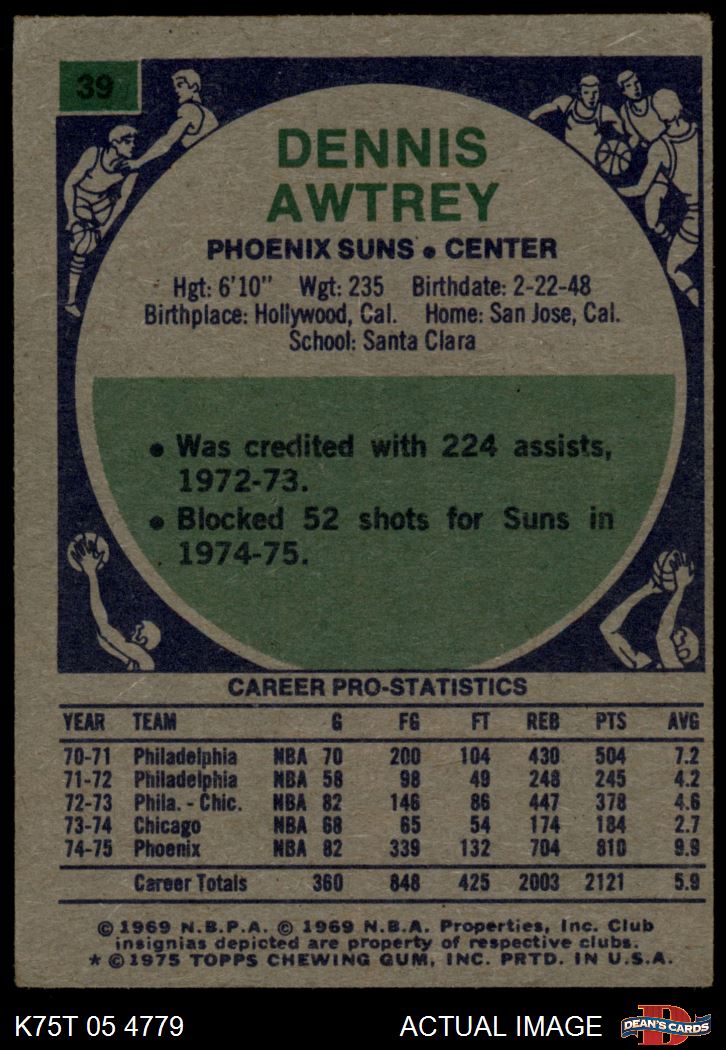 39
DENNIS
AWTREY
PHOENIX SUNS • CENTER
Hgt: 6'10" Wgt: 235 Birthdate: 2-22-48
Birthplace: Hollywood, Cal. Home: San Jose, Cal.
School: Santa Clara
• Was credited with 224 assists,
1972-73.
• Blocked 52 shots for Suns in
1974-75.
CAREER PRO-STATISTICS
YEAR TEAM G FG FT REB PTS AVG
70-71 Philadelphia NBA 70 200 104 430 504 7.2
71-72 Philadelphia NBA 58 98 49 248 245 4.2
72-73 Phila. - Chic. NBA 82 146 86 447 378 4.6
73-74 Chicago NBA 68 65 54 174 184 2.7
74-75 Phoenix NBA 82 339 132 704 810 9.9
Career Totals 360 848 425 2003 2121 5.9
© 1969 N.B.P.A. © 1969 N.B.A. Properties, Inc. Club
insignias depicted are property of respective clubs.
* © 1975 TOPPS CHEWING GUM, INC. PRTD. IN U.S.A.
K75T 05 4779 ACTUAL IMAGE
D
DEAN'S CARDS